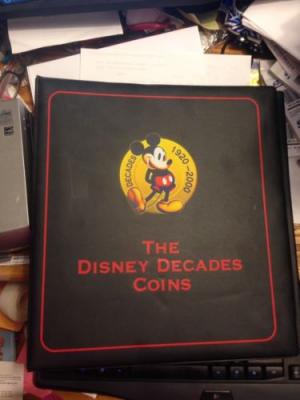 DECADES 1920-2000
THE
DISNEY DECADES
COINS